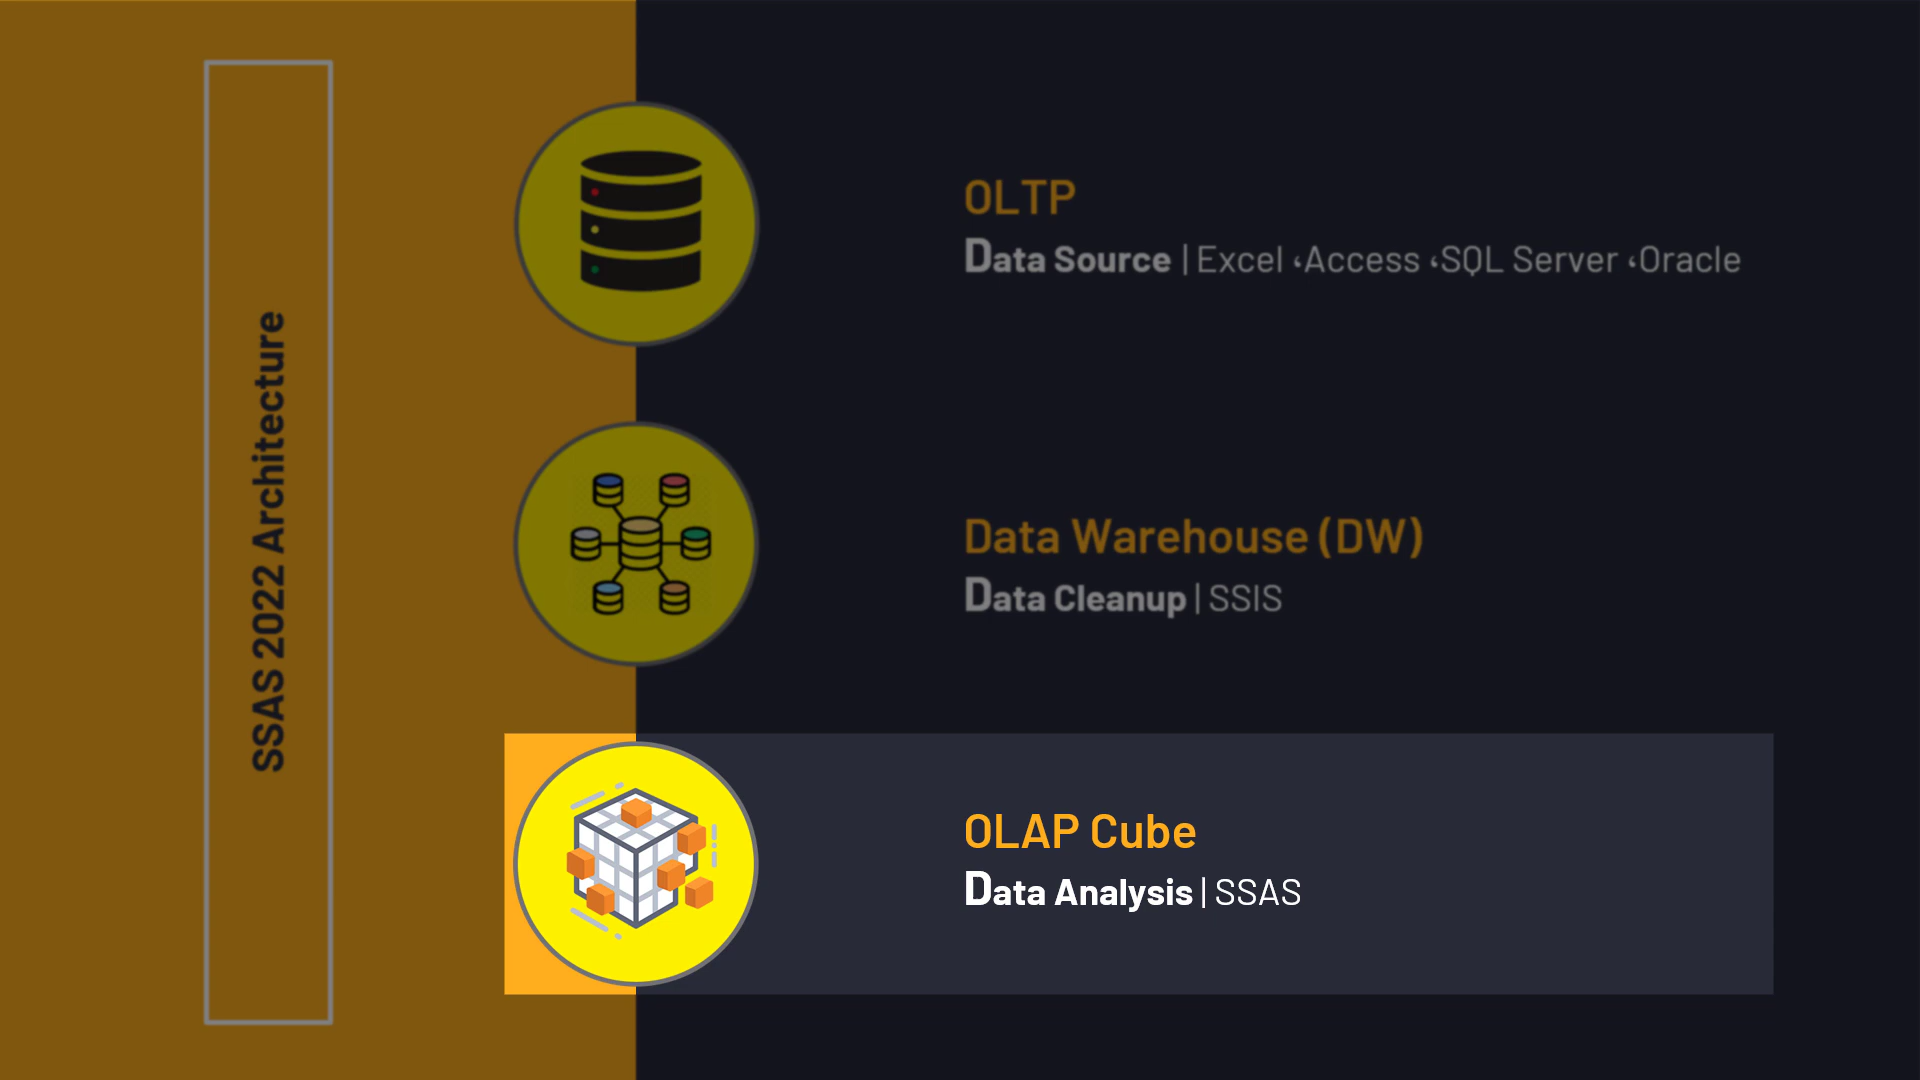 SSAS 2022 Architecture
OLTP
Data Source | Excel ،Access ،SQL Server ،Oracle
Data Warehouse (DW)
Data Cleanup | SSIS
OLAP Cube
Data Analysis | SSAS